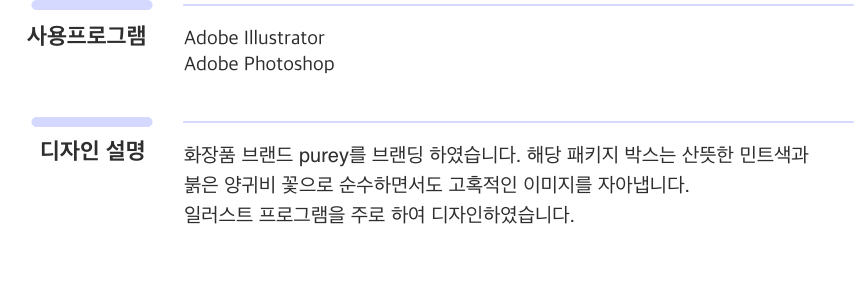 사용프로그램
Adobe Illustrator
Adobe Photoshop
디자인 설명
화장품 브랜드 purey를 브랜딩 하였습니다. 해당 패키지 박스는 산뜻한 민트색과
붉은 양귀비 꽃으로 순수하면서도 고혹적인 이미지를 자아냅니다.
일러스트 프로그램을 주로 하여 디자인하였습니다.